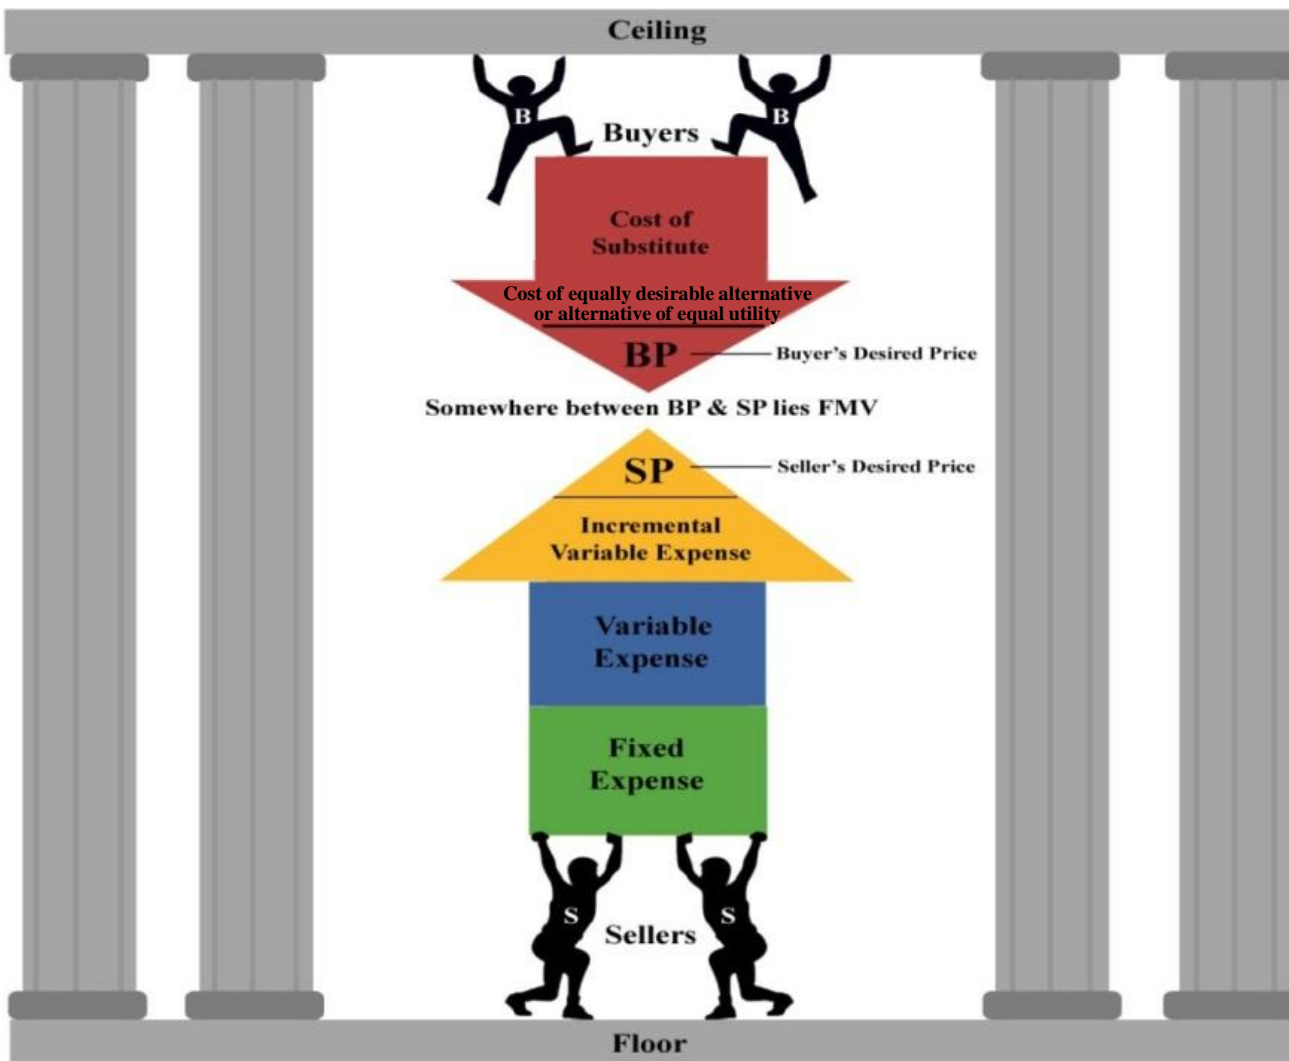 Ceiling
B
B
Buyers
Cost of
Substitute
Cost of equally desirable alternative
or alternative of equal utility
BP
Buyer's Desired Price
Somewhere between BP & SP lies FMV
SP
Seller's Desired Price
Incremental
Variable Expense
Variable
Expense
Fixed
Expense
S
S
Sellers
Floor